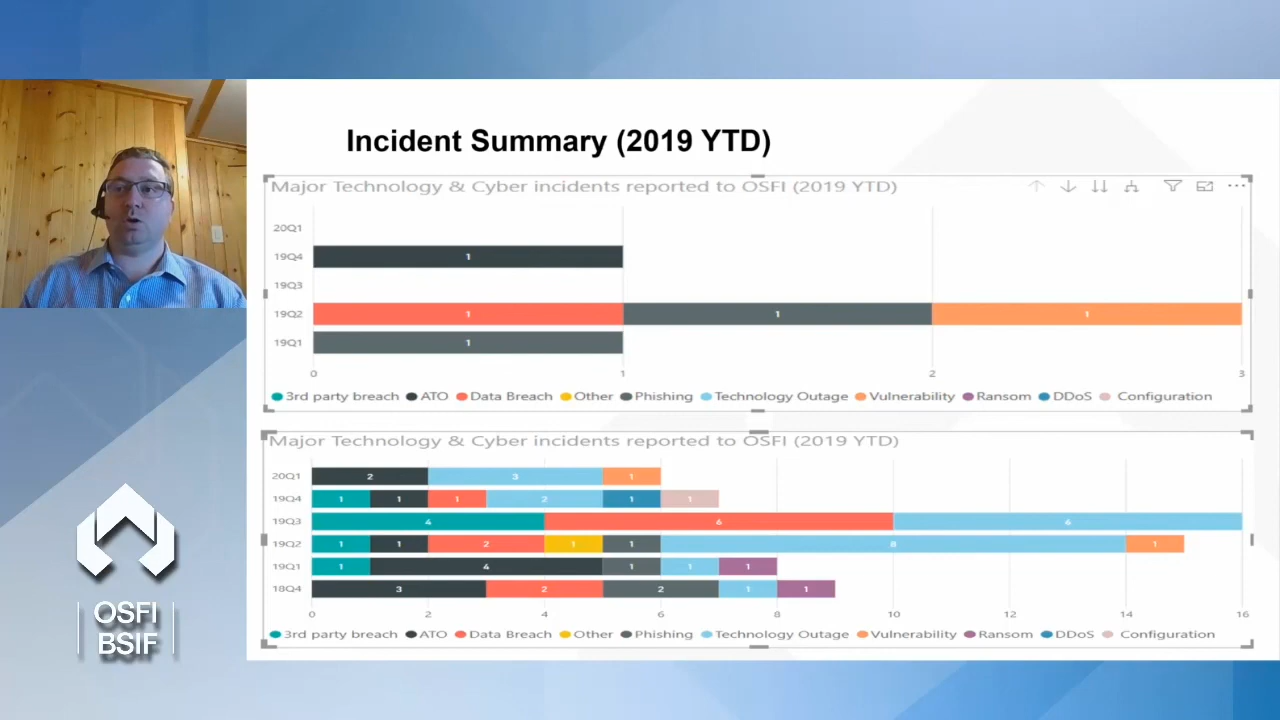 Incident Summary (2019 YTD)
Major Technology & Cyber incidents reported to OSFI (2019 YTD)
20Q1
19Q4 1
19Q3
19Q2 1 1 1
19Q1 1
0 1 2 3
3rd party breach ATO Data Breach Other Phishing Technology Outage Vulnerability Ransom DDoS Configuration
Major Technology & Cyber incidents reported to OSFI (2019 YTD)
20Q1 2 3 1
19Q4 1 1 1 2 1 1
19Q3 4 6 6
19Q2 1 1 2 1 1 8 1
19Q1 1 4 1 1 1
18Q4 3 2 2 1 1
0 2 4 6 8 10 12 14 16
3rd party breach ATO Data Breach Other Phishing Technology Outage Vulnerability Ransom DDoS Configuration
OSFI
BSIF